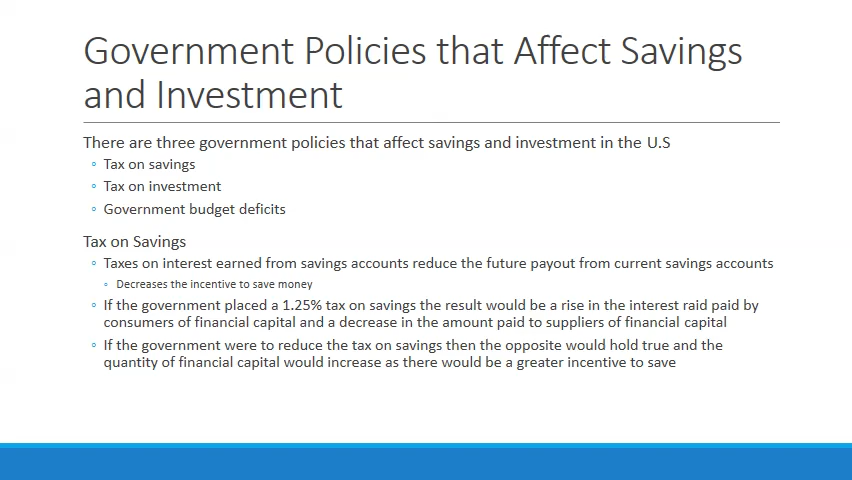 Government Policies that Affect Savings
and Investment
There are three government policies that affect savings and investment in the U.S
◦ Tax on savings
◦ Tax on investment
◦ Government budget deficits
Tax on Savings
◦ Taxes on interest earned from savings accounts reduce the future payout from current savings accounts
◦ Decreases the incentive to save money
◦ If the government placed a 1.25% tax on savings the result would be a rise in the interest raid paid by
consumers of financial capital and a decrease in the amount paid to suppliers of financial capital
◦ If the government were to reduce the tax on savings then the opposite would hold true and the
quantity of financial capital would increase as there would be a greater incentive to save